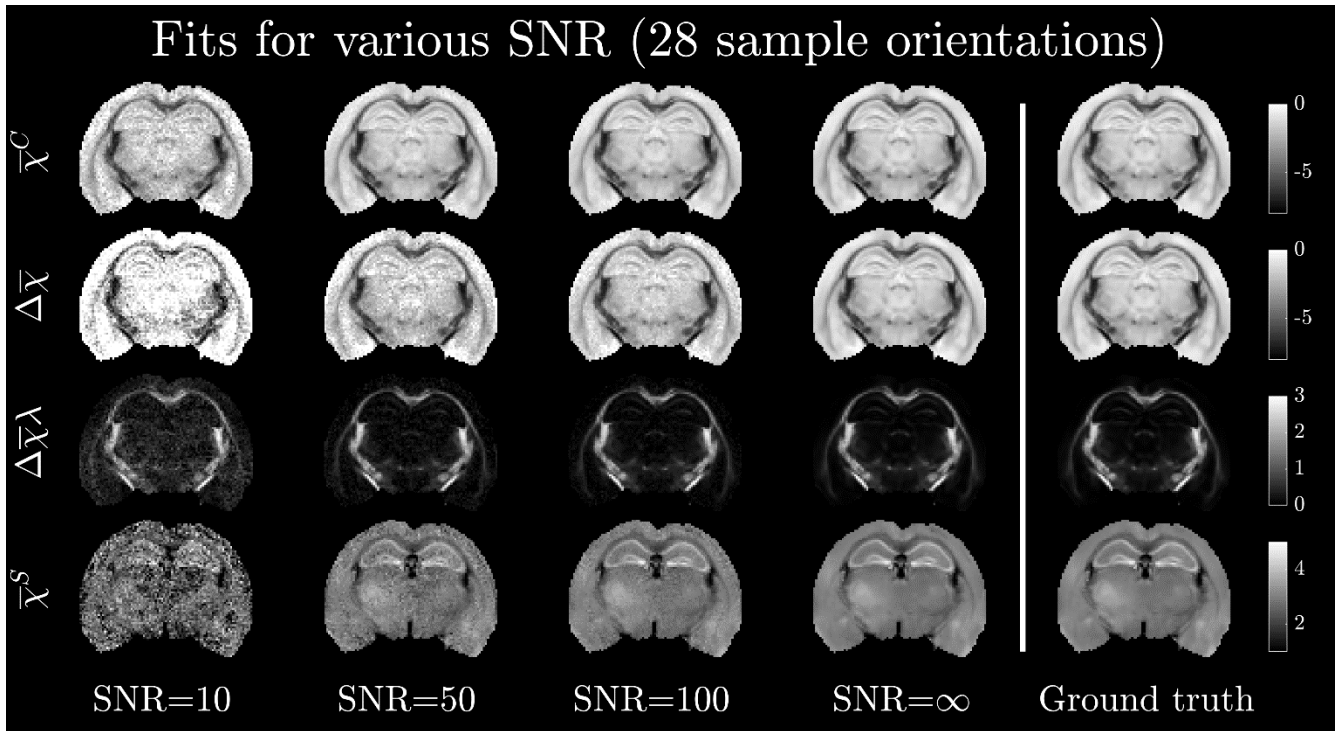 Fits for various SNR (28 sample orientations)
χ̅^C
0
-5
Δχ̅
0
-5
Δχ̅λ
3
2
1
0
χ̅^S
4
2
SNR=10 SNR=50 SNR=100 SNR=∞ Ground truth